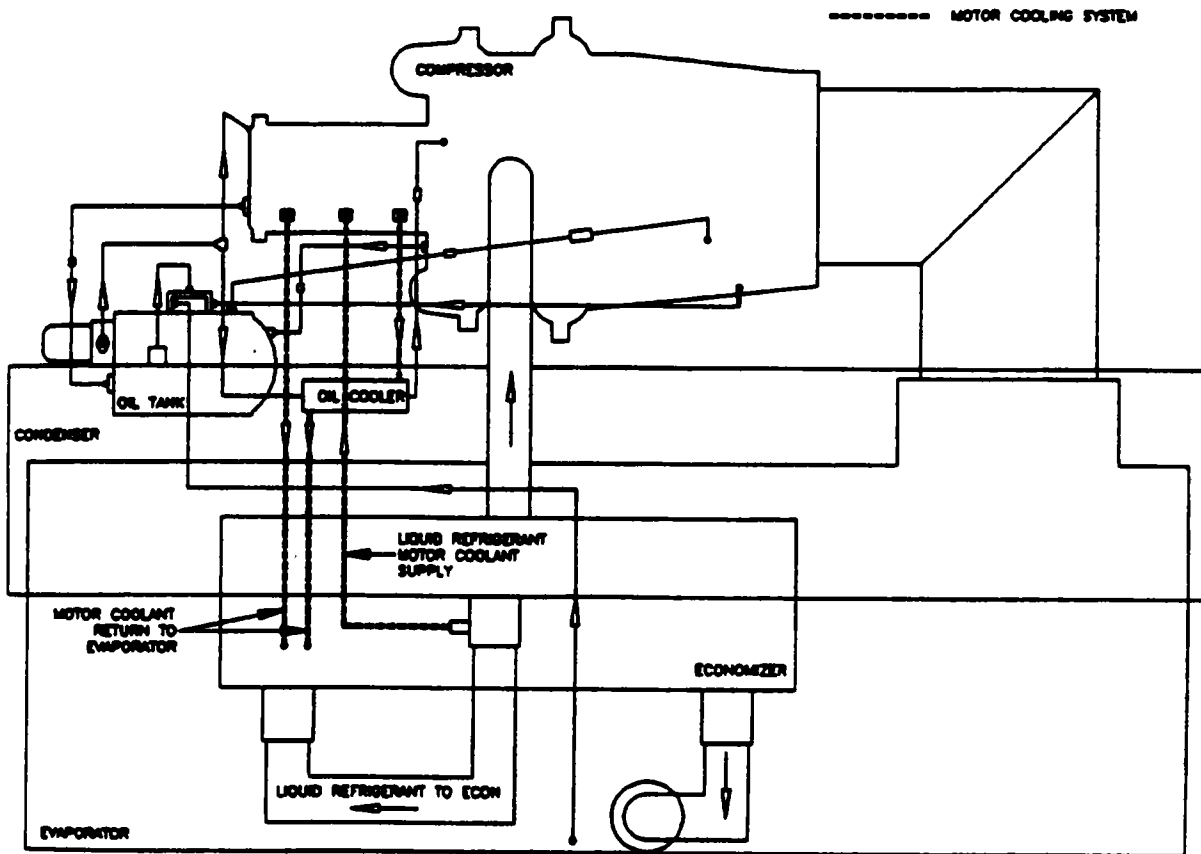 MOTOR COOLING SYSTEM
COMPRESSOR
OIL TANK
OIL COOLER
CONDENSER
LIQUID REFRIGERANT
MOTOR COOLANT
SUPPLY
MOTOR COOLANT
RETURN TO
EVAPORATOR
ECONOMIZER
LIQUID REFRIGERANT TO ECON
EVAPORATOR